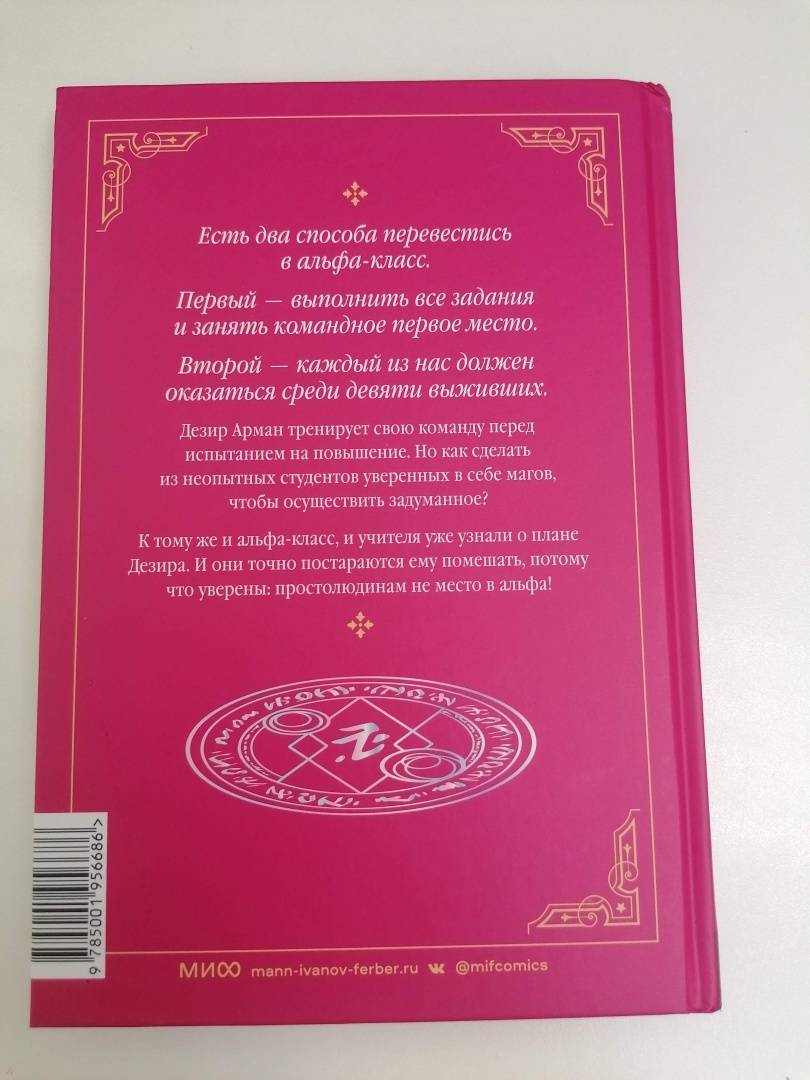 Есть два способа перевестись
в альфа-класс.
Первый — выполнить все задания
и занять командное первое место.
Второй — каждый из нас должен
оказаться среди девяти выживших.
Дезир Арман тренирует свою команду перед
испытанием на повышение. Но как сделать
из неопытных студентов уверенных в себе магов,
чтобы осуществить задуманное?
К тому же и альфа-класс, и учителя уже узнали о плане
Дезира. И они точно постараются ему помешать, потому
что уверены: простолюдинам не место в альфа!
9 785001 956686 >
МИФ mann-ivanov-ferber.ru @mifcomics